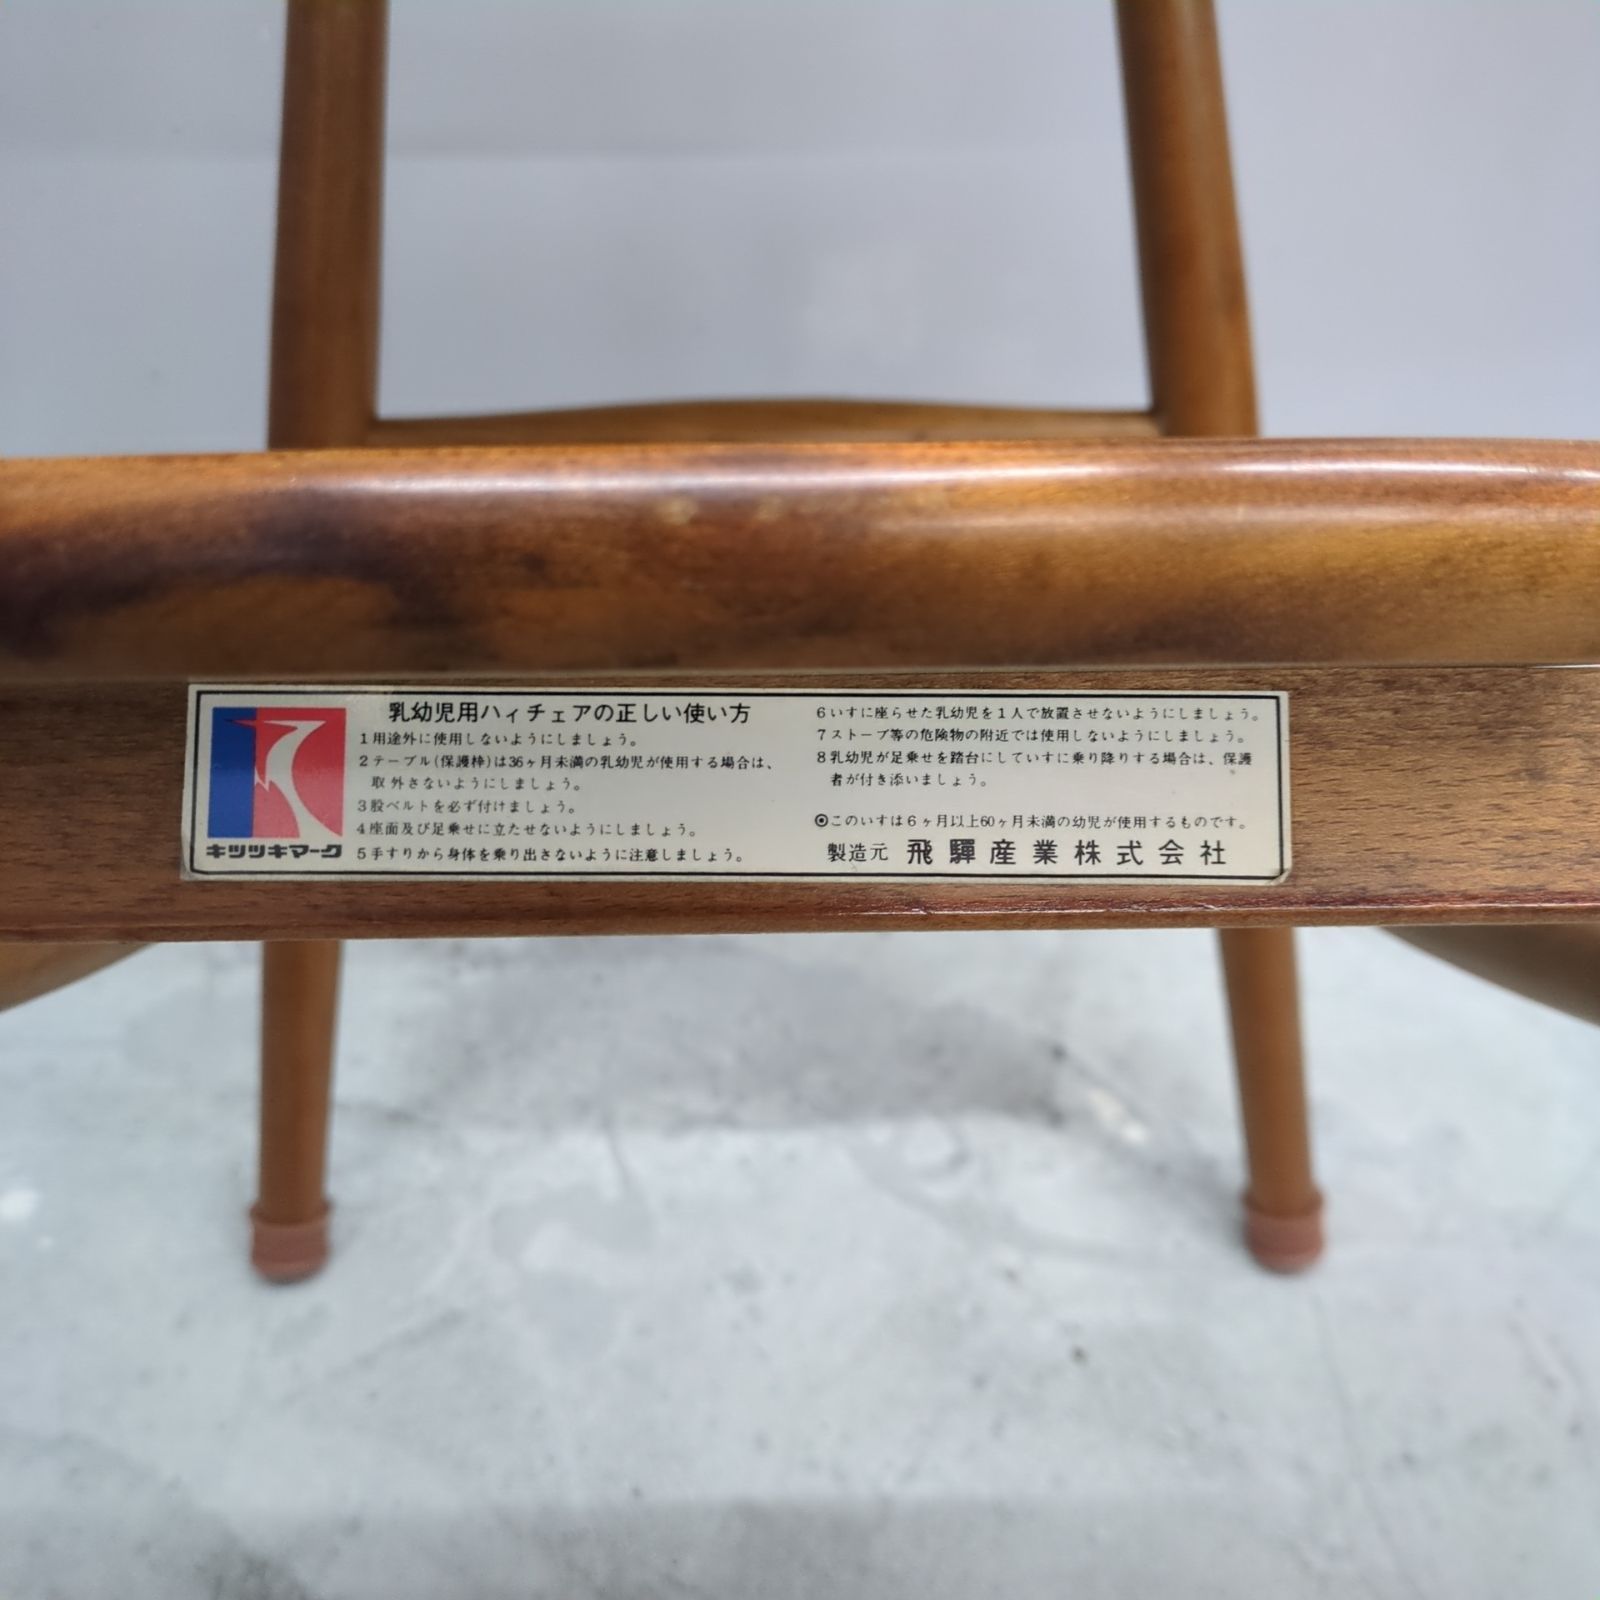 乳幼児用ハィチェアの正しい使い方
1用途外に使用しないようにしましょう。
2テーブル(保護枠)は36ヶ月未満の乳幼児が使用する場合は、
取外さないようにしましょう。
3股ベルトを必ず付けましょう。
4座面及び足乗せに立たせないようにしましょう。
5手すりから身体を乗り出さないように注意しましょう。
キツツキマーク
6いすに座らせた乳幼児を1人で放置させないようにしましょう。
7ストーブ等の危険物の附近では使用しないようにしましょう。
8乳幼児が足乗せを踏台にしていすに乗り降りする場合は、保護
者が付き添いましょう。
◎このいすは6ヶ月以上60ヶ月未満の幼児が使用するものです。
製造元 飛驒産業株式会社